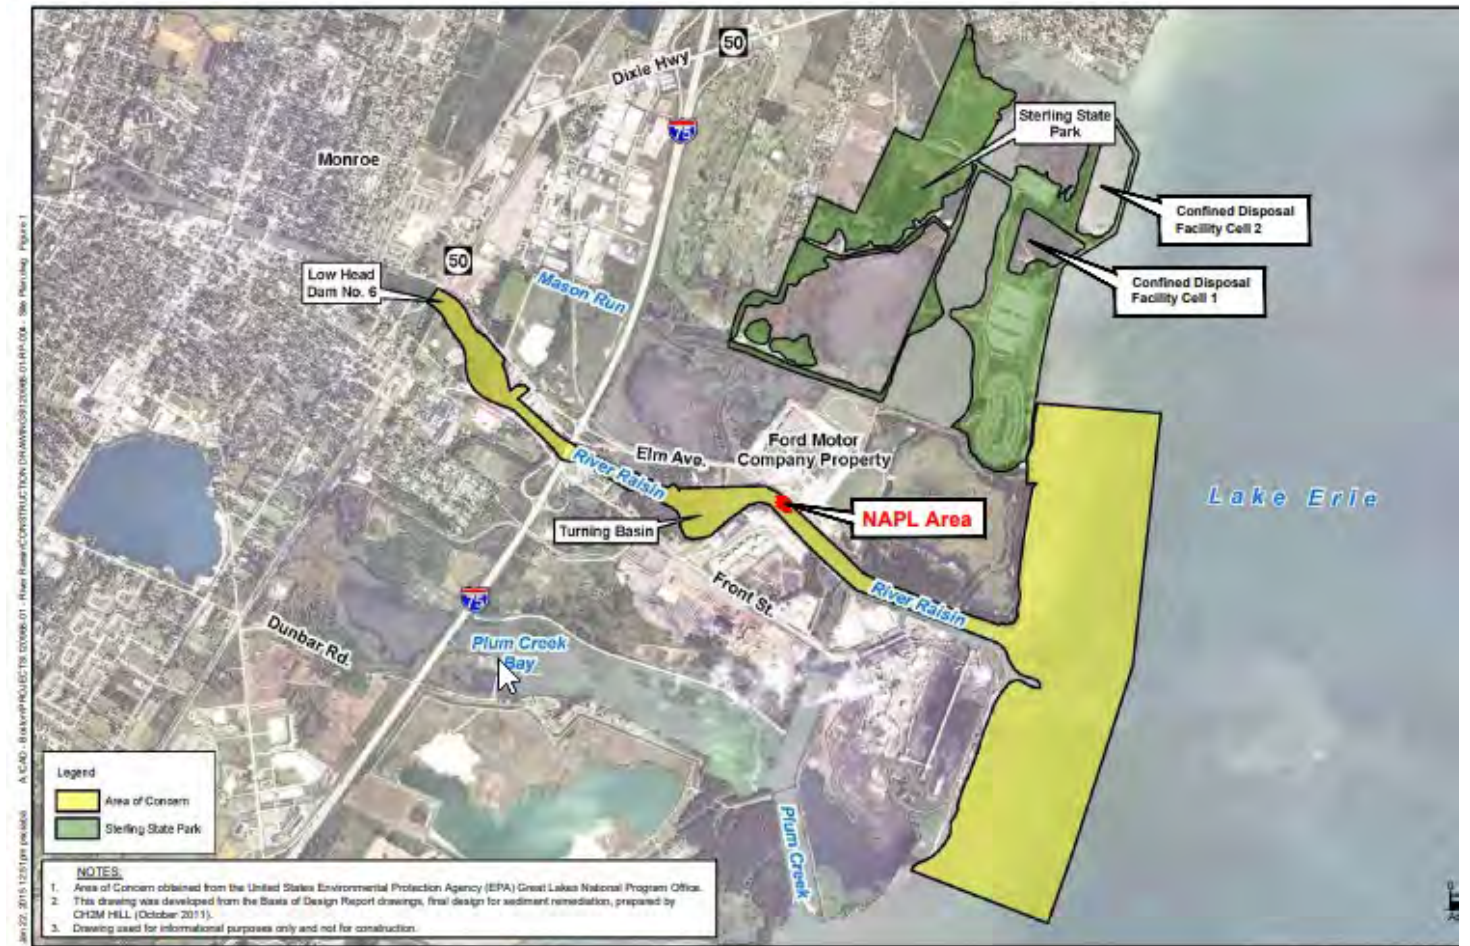 50
Dixie Hwy
75
Sterling State
Park
Monroe
Confined Disposal
Facility Cell 2
50
Low Head
Dam No. 6
Mason Run
Confined Disposal
Facility Cell 1
Ford Motor
Company Property
Elm Ave.
River Raisin
Lake Erie
NAPL Area
Turning Basin
Front St.
River Raisin
75
Dunbar Rd.
Plum Creek
Bay
Plum Creek
Legend
Area of Concern
Sterling State Park
NOTES:
1. Area of Concern obtained from the United States Environmental Protection Agency (EPA) Great Lakes National Program Office.
2. This drawing was developed from the Basis of Design Report drawings, final design for sediment remediation, prepared by
CH2M HILL (October 2011).
3. Drawing used for informational purposes only and not for construction.